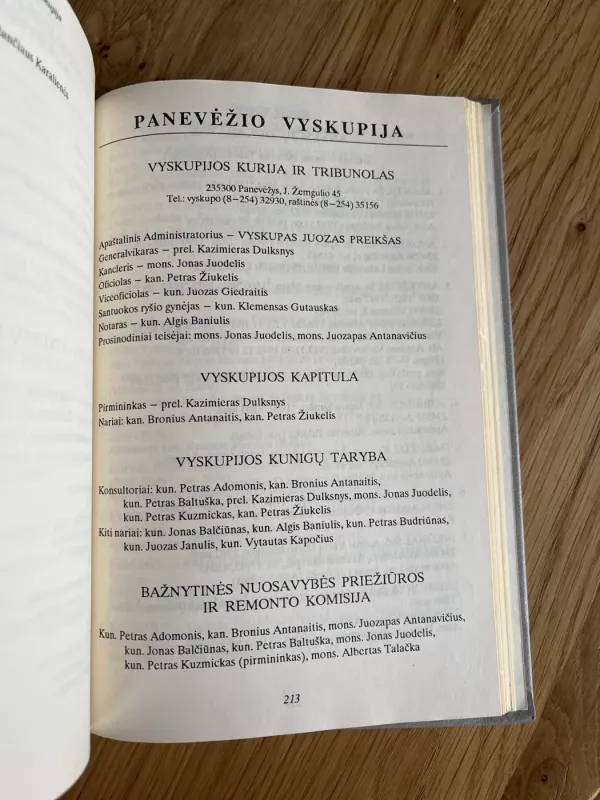 PANEVĖŽIO VYSKUPIJA
VYSKUPIJOS KURIJA IR TRIBUNOLAS
235300 Panevėžys, J. Žemgulio 45
Tel.: vyskupo (8–254) 32930, raštinės (8–254) 35156
Apaštalinis Administratorius – VYSKUPAS JUOZAS PREIKŠAS
Generalvikaras – prel. Kazimieras Dulksnys
Kancleris – mons. Jonas Juodelis
Oficiolas – kan. Petras Žiukelis
Viceoficiolas – kun. Juozas Giedraitis
Santuokos ryšio gynėjas – kun. Klemensas Gutauskas
Notaras – kun. Algis Baniulis
Prosinodiniai teisėjai: mons. Jonas Juodelis, mons. Juozapas Antanavičius
VYSKUPIJOS KAPITULA
Pirmininkas – prel. Kazimieras Dulksnys
Nariai: kan. Bronius Antanaitis, kan. Petras Žiukelis
VYSKUPIJOS KUNIGŲ TARYBA
Konsultoriai: kun. Petras Adomonis, kan. Bronius Antanaitis,
kun. Petras Baltuška, prel. Kazimieras Dulksnys, mons. Jonas Juodelis,
kun. Petras Kuzmickas, kan. Petras Žiukelis
Kiti nariai: kun. Jonas Balčiūnas, kun. Algis Baniulis, kun. Petras Budriūnas,
kun. Juozas Janulis, kun. Vytautas Kapočius
BAŽNYTINĖS NUOSAVYBĖS PRIEŽIŪROS
IR REMONTO KOMISIJA
Kun. Petras Adomonis, kan. Bronius Antanaitis, mons. Juozapas Antanavičius,
kun. Jonas Balčiūnas, kun. Petras Baltuška, mons. Jonas Juodelis,
kun. Petras Kuzmickas (pirmininkas), mons. Albertas Talačka
213